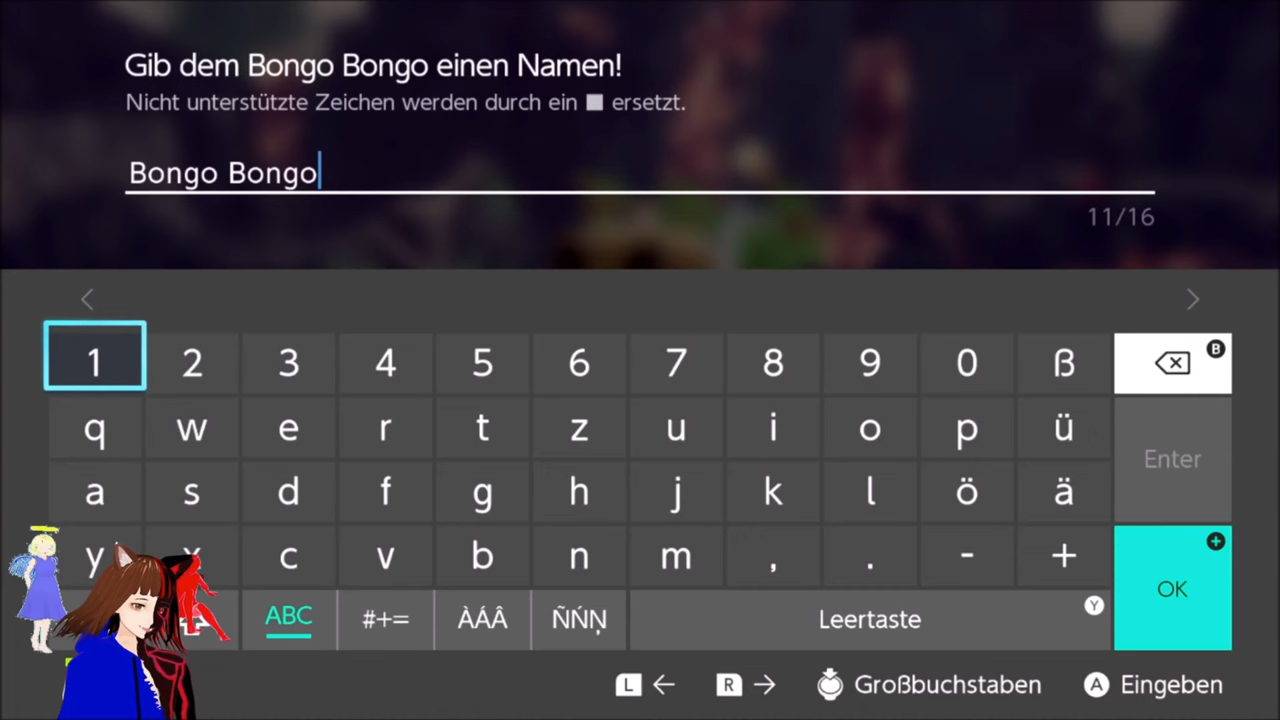 Gib dem Bongo Bongo einen Namen!
Nicht unterstützte Zeichen werden durch ein ■ ersetzt.
Bongo Bongo
11/16
1 2 3 4 5 6 7 8 9 0 ß B
q w e r t z u i o p ü
Enter
a s d f g h j k l ö ä
y x c v b n m , . - +
OK
ABC #+= ÀÁÂ ÑŃŅ Leertaste Y
L ← R → Großbuchstaben A Eingeben